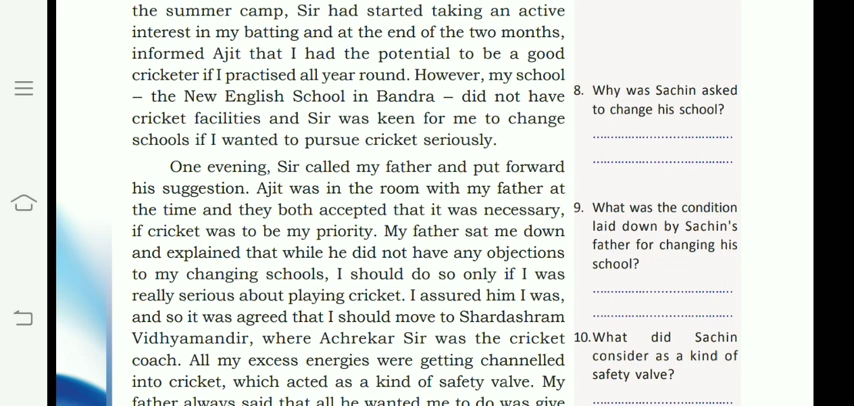 the summer camp, Sir had started taking an active
interest in my batting and at the end of the two months,
informed Ajit that I had the potential to be a good
cricketer if I practised all year round. However, my school
– the New English School in Bandra – did not have
cricket facilities and Sir was keen for me to change
schools if I wanted to pursue cricket seriously.
One evening, Sir called my father and put forward
his suggestion. Ajit was in the room with my father at
the time and they both accepted that it was necessary,
if cricket was to be my priority. My father sat me down
and explained that while he did not have any objections
to my changing schools, I should do so only if I was
really serious about playing cricket. I assured him I was,
and so it was agreed that I should move to Shardashram
Vidhyamandir, where Achrekar Sir was the cricket
coach. All my excess energies were getting channelled
into cricket, which acted as a kind of safety valve. My
father always said that all he wanted me to do was give
8. Why was Sachin asked
to change his school?
9. What was the condition
laid down by Sachin's
father for changing his
school?
10.What did Sachin
consider as a kind of
safety valve?